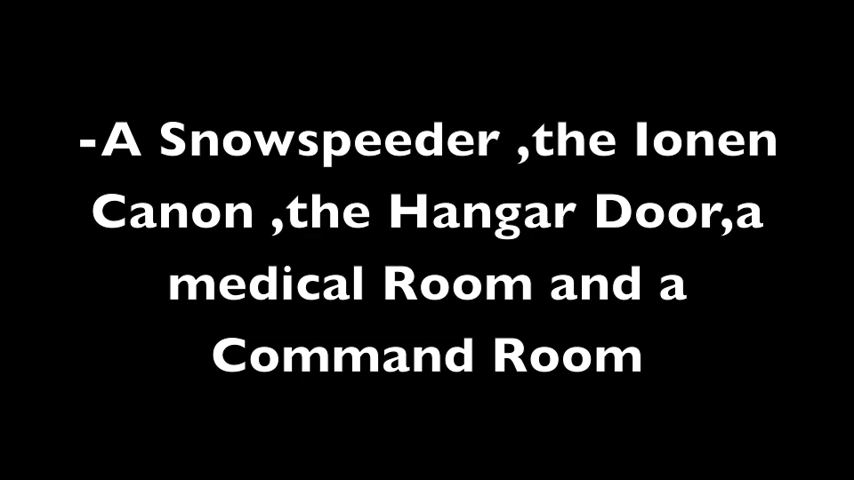 -A Snowspeeder ,the Ionen
Canon ,the Hangar Door,a
medical Room and a
Command Room